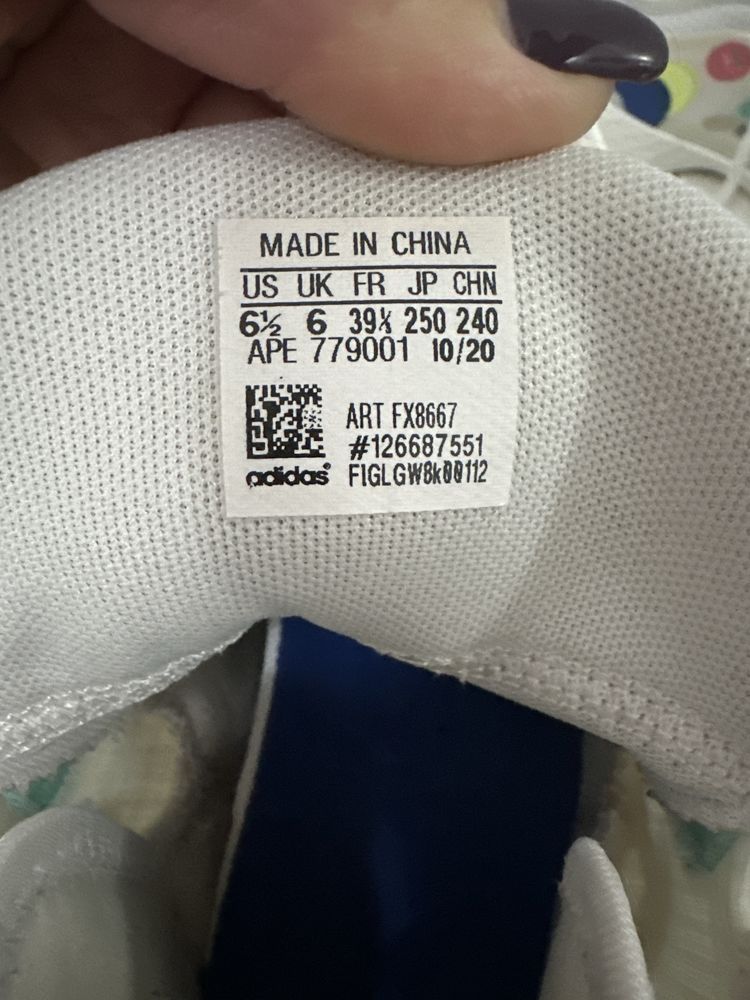 MADE IN CHINA
US UK FR JP CHN
6½ 6 39⅓ 250 240
APE 779001 10/20
ART FX8667
#126687551
adidas®
FIGLGW8k00112